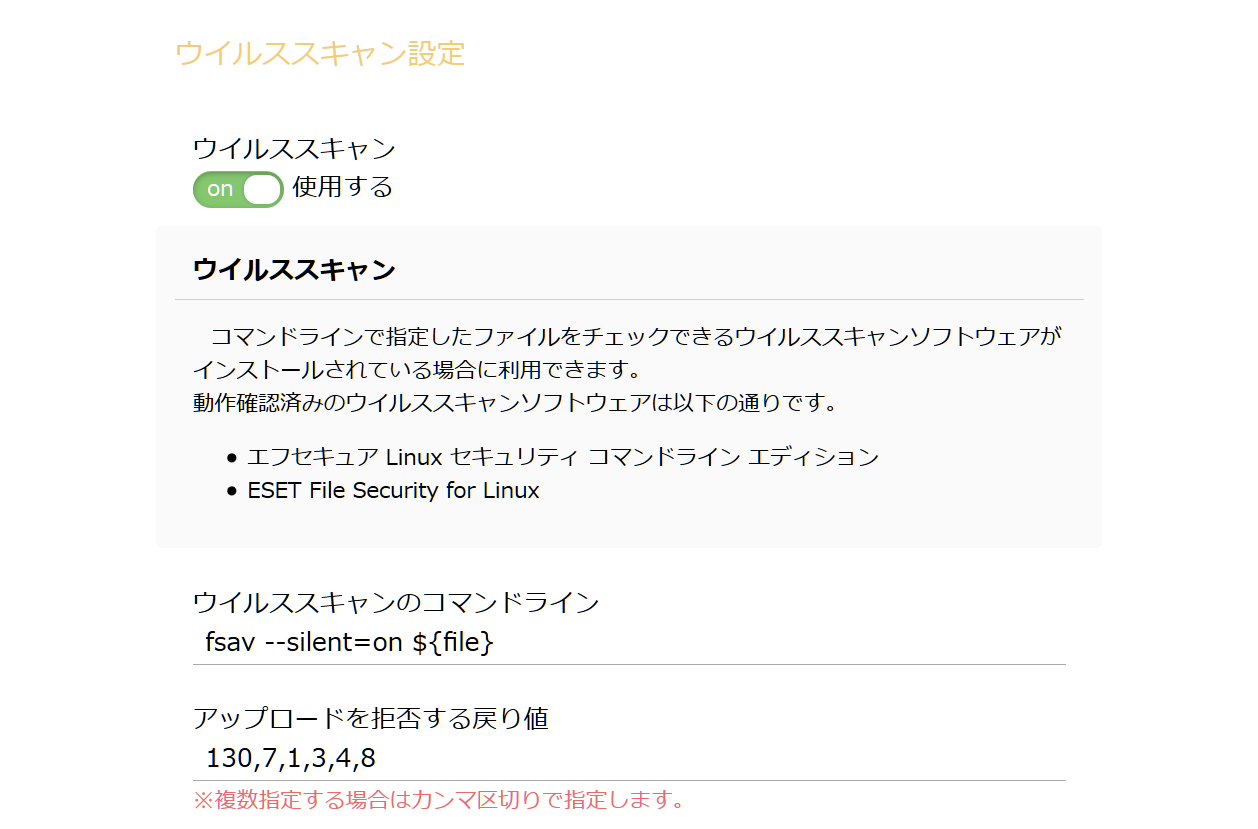 ウイルススキャン設定
ウイルススキャン
on 使用する
ウイルススキャン
コマンドラインで指定したファイルをチェックできるウイルススキャンソフトウェアが
インストールされている場合に利用できます。
動作確認済みのウイルススキャンソフトウェアは以下の通りです。
• エフセキュア Linux セキュリティ コマンドライン エディション
• ESET File Security for Linux
ウイルススキャンのコマンドライン
fsav --silent=on ${file}
アップロードを拒否する戻り値
130,7,1,3,4,8
※複数指定する場合はカンマ区切りで指定します。